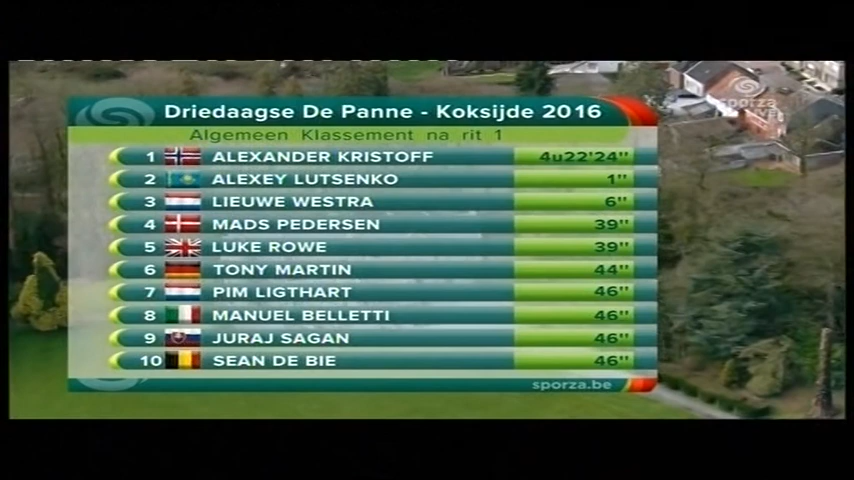 sporza
Driedaagse De Panne - Koksijde 2016
Algemeen Klassement na rit 1
1 ALEXANDER KRISTOFF 4u22'24"
2 ALEXEY LUTSENKO 1"
3 LIEUWE WESTRA 6"
4 MADS PEDERSEN 39"
5 LUKE ROWE 39"
6 TONY MARTIN 44"
7 PIM LIGTHART 46"
8 MANUEL BELLETTI 46"
9 JURAJ SAGAN 46"
10 SEAN DE BIE 46"
sporza.be